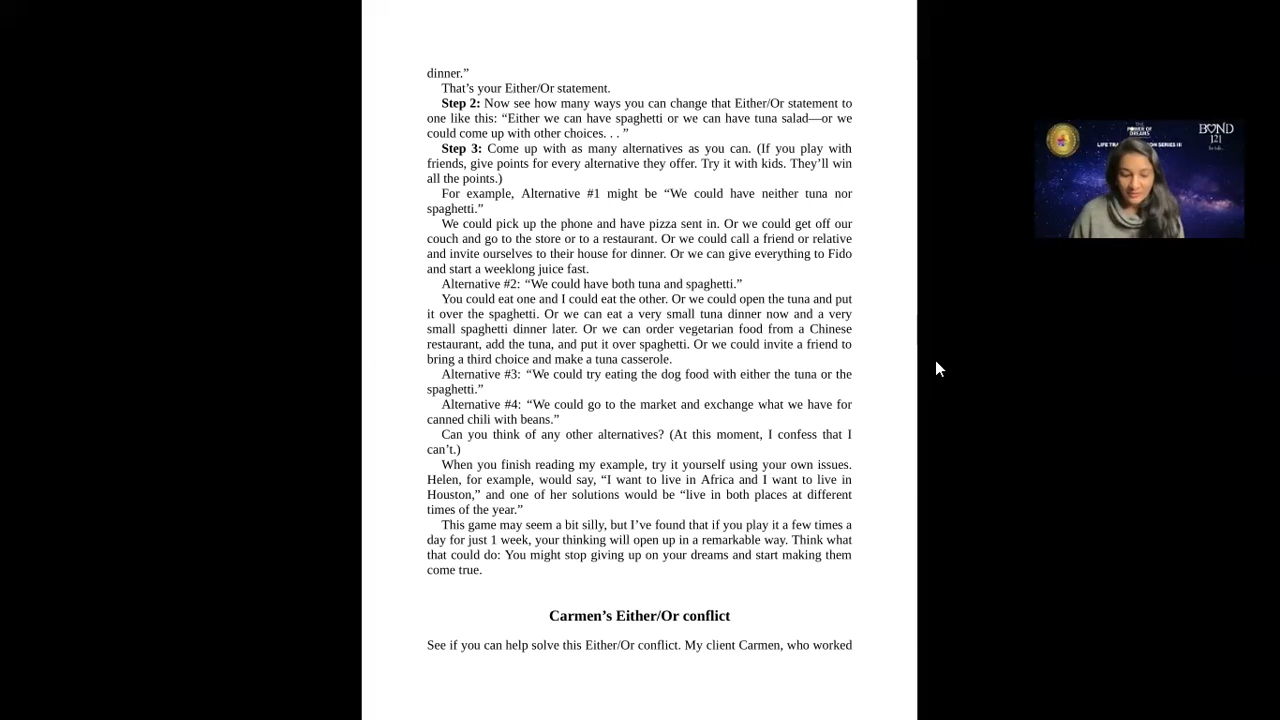 dinner.”
That’s your Either/Or statement.
Step 2: Now see how many ways you can change that Either/Or statement to
one like this: “Either we can have spaghetti or we can have tuna salad—or we
could come up with other choices. . . ”
Step 3: Come up with as many alternatives as you can. (If you play with
friends, give points for every alternative they offer. Try it with kids. They’ll win
all the points.)
For example, Alternative #1 might be “We could have neither tuna nor
spaghetti.”
We could pick up the phone and have pizza sent in. Or we could get off our
couch and go to the store or to a restaurant. Or we could call a friend or relative
and invite ourselves to their house for dinner. Or we can give everything to Fido
and start a weeklong juice fast.
Alternative #2: “We could have both tuna and spaghetti.”
You could eat one and I could eat the other. Or we could open the tuna and put
it over the spaghetti. Or we can eat a very small tuna dinner now and a very
small spaghetti dinner later. Or we can order vegetarian food from a Chinese
restaurant, add the tuna, and put it over spaghetti. Or we could invite a friend to
bring a third choice and make a tuna casserole.
Alternative #3: “We could try eating the dog food with either the tuna or the
spaghetti.”
Alternative #4: “We could go to the market and exchange what we have for
canned chili with beans.”
Can you think of any other alternatives? (At this moment, I confess that I
can’t.)
When you finish reading my example, try it yourself using your own issues.
Helen, for example, would say, “I want to live in Africa and I want to live in
Houston,” and one of her solutions would be “live in both places at different
times of the year.”
This game may seem a bit silly, but I’ve found that if you play it a few times a
day for just 1 week, your thinking will open up in a remarkable way. Think what
that could do: You might stop giving up on your dreams and start making them
come true.
Carmen’s Either/Or conflict
See if you can help solve this Either/Or conflict. My client Carmen, who worked
THE
POWER OF
DREAMS
BOND
121
LIFE TRA ON SERIES III